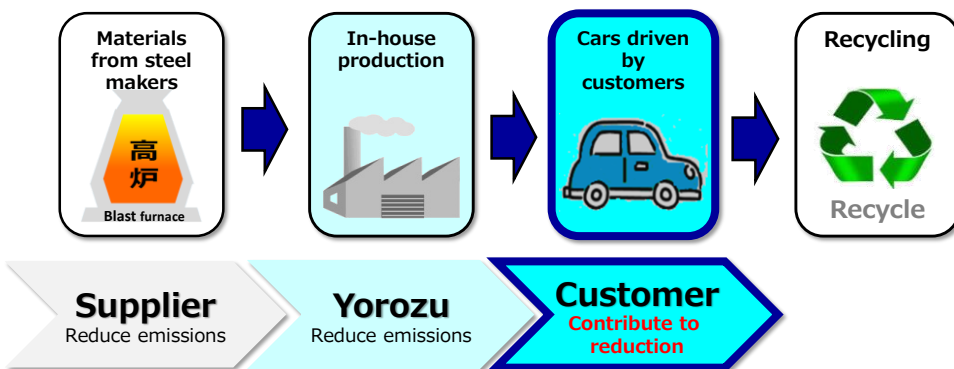 Materials
from steel
makers
高
炉
Blast furnace
In-house
production
Cars driven
by
customers
Recycling
Recycle
Supplier
Reduce emissions
Yorozu
Reduce emissions
Customer
Contribute to
reduction